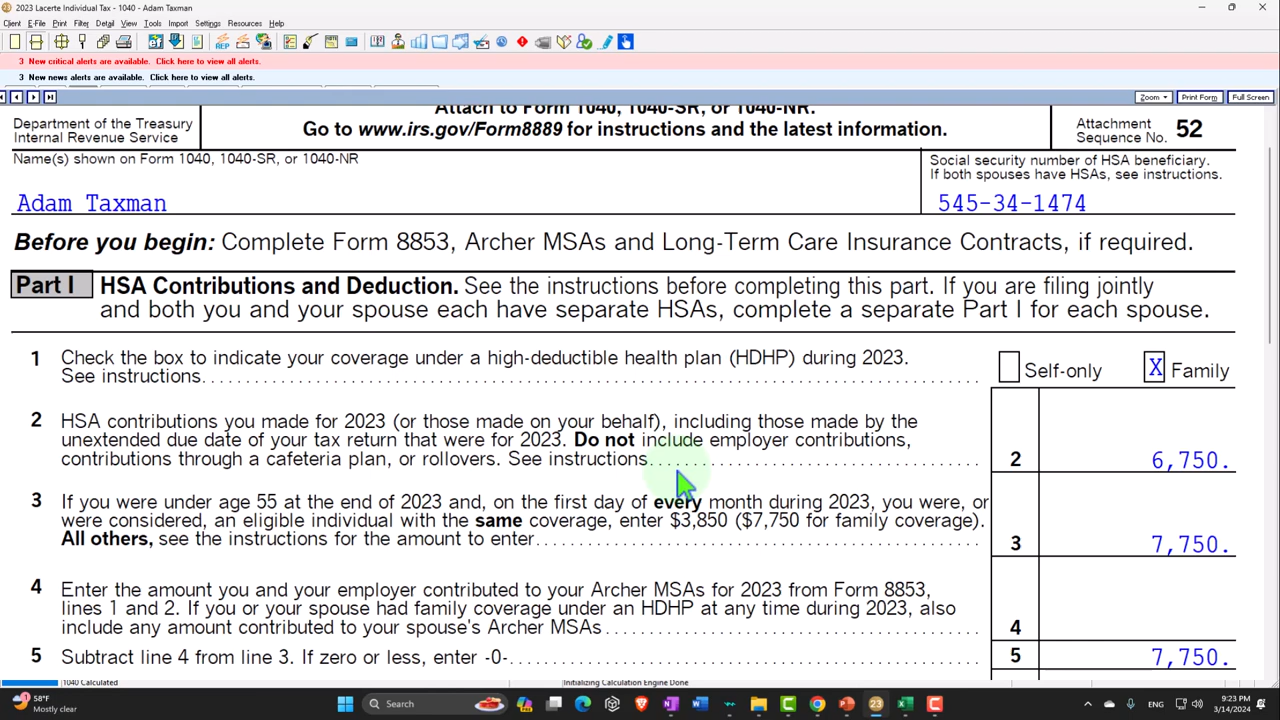 2023 Lacerte Individual Tax - 1040 - Adam Taxman
Client E-File Print Filter Detail View Tools Import Settings Resources Help
3 New critical alerts are available. Click here to view all alerts.
3 New news alerts are available. Click here to view all alerts.
Zoom Print Form Full Screen
Attach to Form 1040, 1040-SR, or 1040-NR.
Department of the Treasury
Internal Revenue Service
Go to www.irs.gov/Form8889 for instructions and the latest information.
Attachment
Sequence No. 52
Name(s) shown on Form 1040, 1040-SR, or 1040-NR
Social security number of HSA beneficiary.
If both spouses have HSAs, see instructions.
Adam Taxman
545-34-1474
Before you begin: Complete Form 8853, Archer MSAs and Long-Term Care Insurance Contracts, if required.
Part I HSA Contributions and Deduction. See the instructions before completing this part. If you are filing jointly
and both you and your spouse each have separate HSAs, complete a separate Part I for each spouse.
1 Check the box to indicate your coverage under a high-deductible health plan (HDHP) during 2023.
See instructions. Self-only X Family
2 HSA contributions you made for 2023 (or those made on your behalf), including those made by the
unextended due date of your tax return that were for 2023. Do not include employer contributions,
contributions through a cafeteria plan, or rollovers. See instructions 2 6,750.
3 If you were under age 55 at the end of 2023 and, on the first day of every month during 2023, you were, or
were considered, an eligible individual with the same coverage, enter $3,850 ($7,750 for family coverage).
All others, see the instructions for the amount to enter 3 7,750.
4 Enter the amount you and your employer contributed to your Archer MSAs for 2023 from Form 8853,
lines 1 and 2. If you or your spouse had family coverage under an HDHP at any time during 2023, also
include any amount contributed to your spouse's Archer MSAs 4
5 Subtract line 4 from line 3. If zero or less, enter -0- 5 7,750.
1040 Calculated Initializing Calculation Engine Done
58°F
Mostly clear
Search
ENG
9:23 PM
3/14/2024